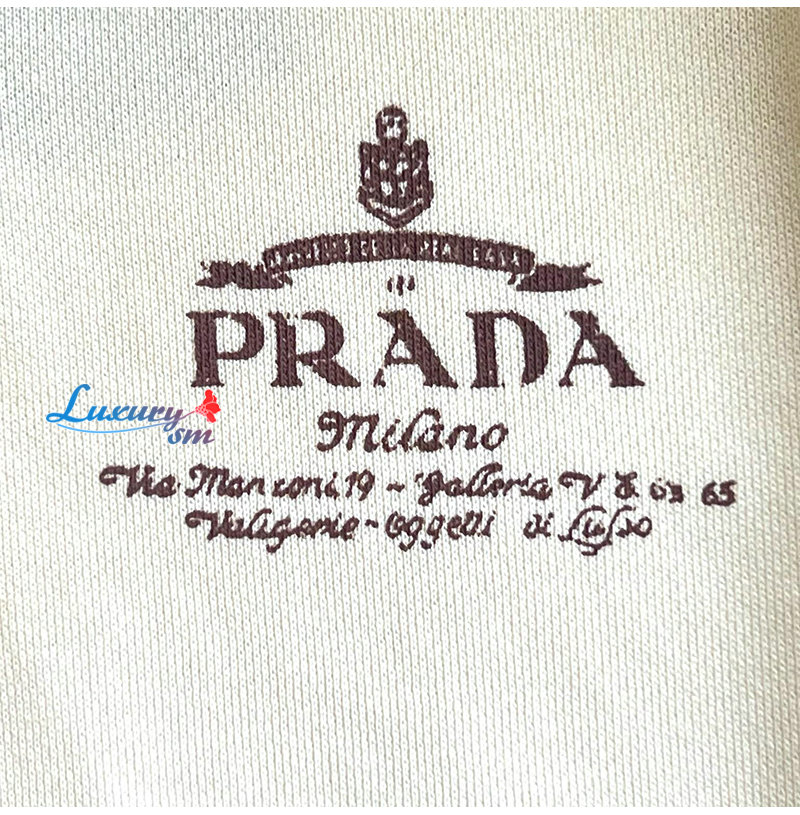 PRADA
Luxury
sm
Milano
Via Manzoni 19 ~ Galleria V & 63 65
Valigerie ~ Oggetti di Lusso